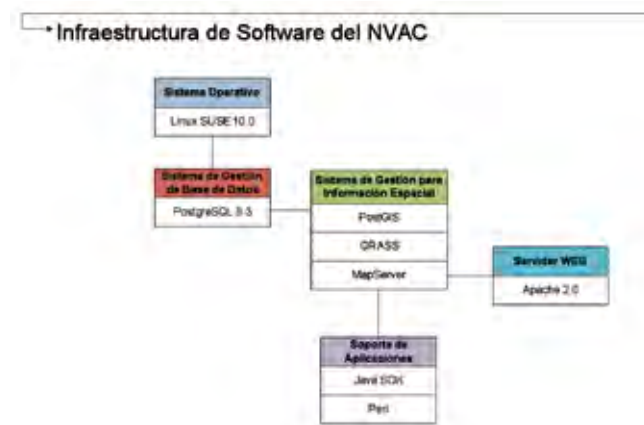 Infraestructura de Software del NVAC
Sistema Operativo
Linux SUSE 10.0
Sistema de Gestión
de Base de Datos
PostgreSQL 8.3
Sistema de Gestión para
Información Espacial
PostGIS
GRASS
MapServer
Servidor WEB
Apache 2.0
Soporte de
Aplicaciones
Java SDK
Perl